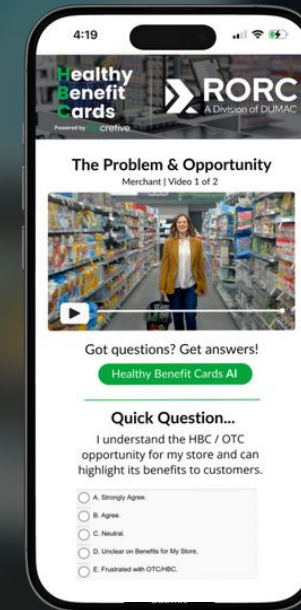 4:19
Healthy
Benefit
Cards
RORC
A Division of DUMAC
Powered by
The Problem & Opportunity
Merchant | Video 1 of 2
Got questions? Get answers!
Healthy Benefit Cards AI
Quick Question...
I understand the HBC / OTC
opportunity for my store and can
highlight its benefits to customers.
A. Strongly Agree.
B. Agree.
C. Neutral.
D. Unclear on Benefits for My Store.
E. Frustrated with OTC/HBC.